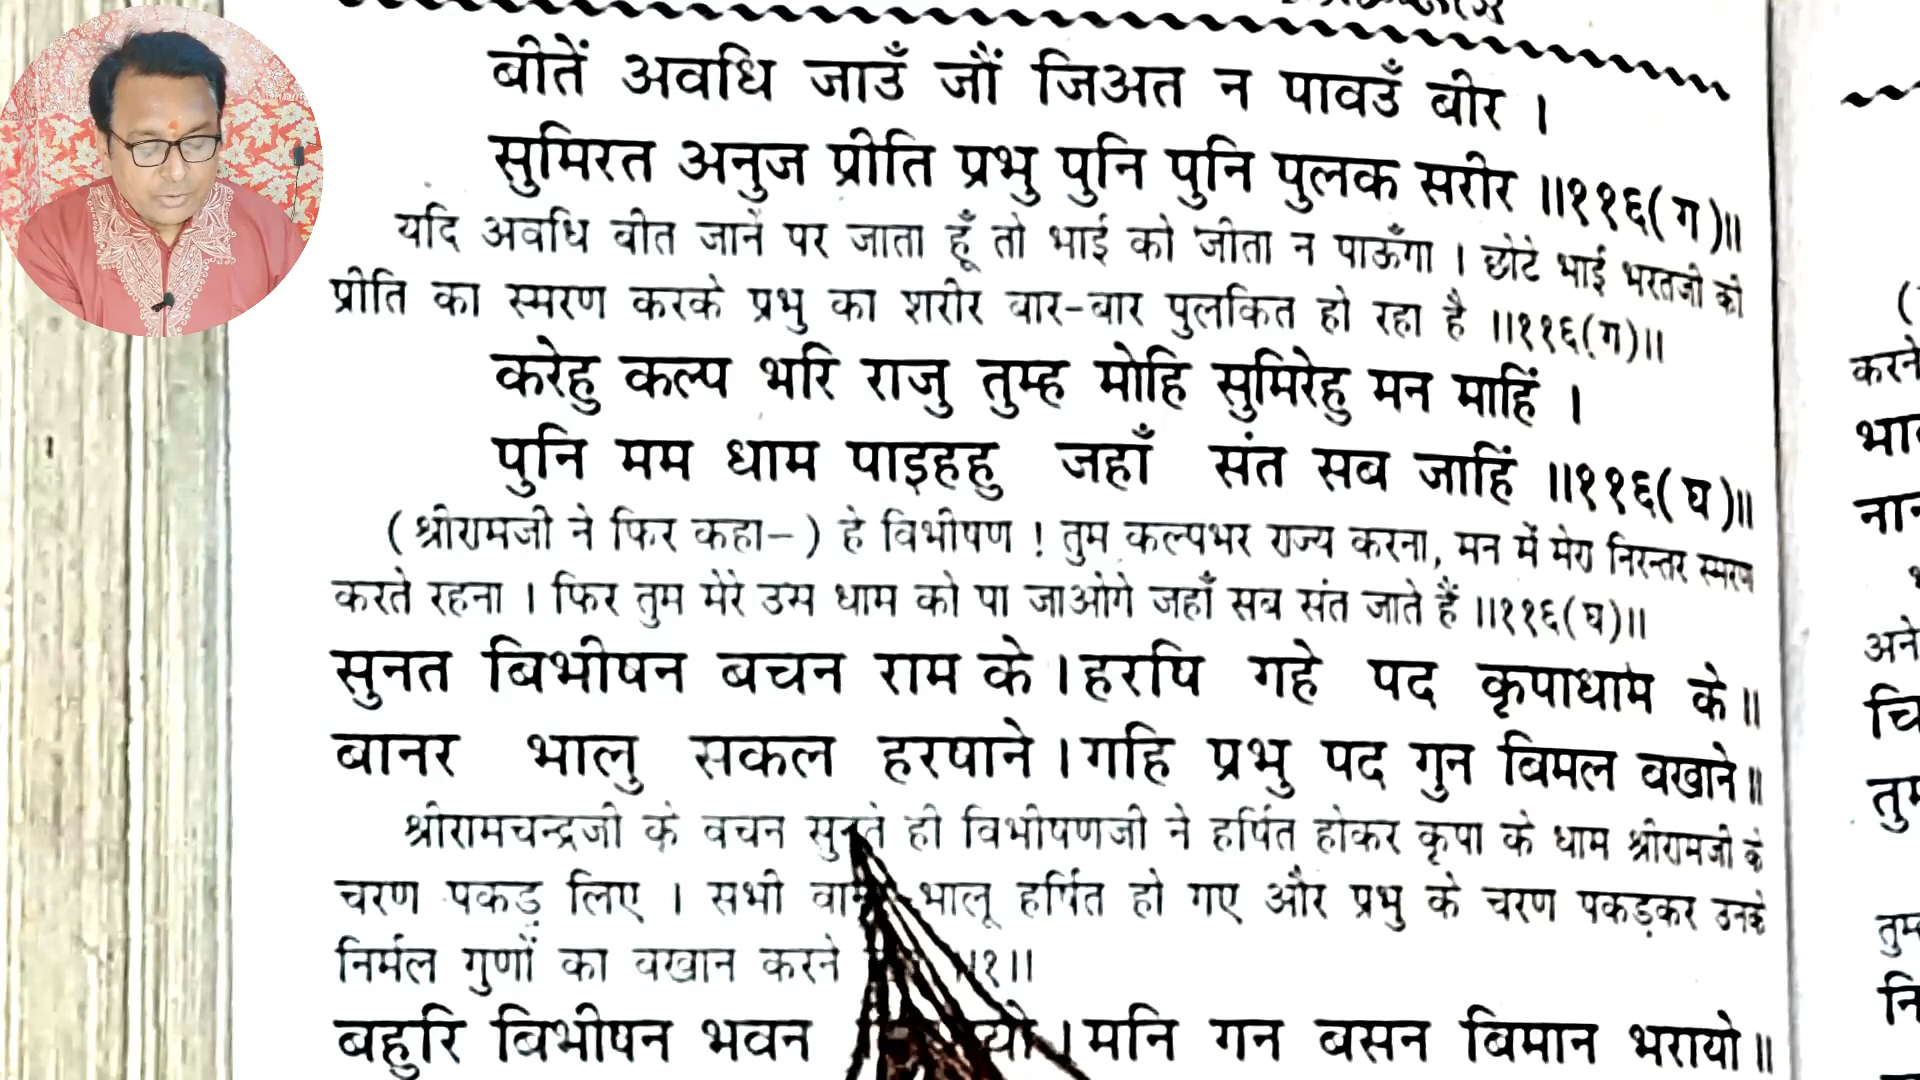 बीतें अवधि जाउँ जौं जिअत न पावउँ बीर ।
सुमिरत अनुज प्रीति प्रभु पुनि पुनि पुलक सरीर ॥११६(ग)॥
यदि अवधि बीत जाने पर जाता हूँ तो भाई को जीता न पाऊँगा । छोटे भाई भरतजी की
प्रीति का स्मरण करके प्रभु का शरीर बार-बार पुलकित हो रहा है ॥११६(ग)॥
करेहु कल्प भरि राजु तुम्ह मोहि सुमिरेहु मन माहिं ।
पुनि मम धाम पाइहहु जहाँ संत सब जाहिं ॥११६(घ)॥
(श्रीरामजी ने फिर कहा-) हे विभीषण ! तुम कल्पभर राज्य करना, मन में मेरा निरन्तर स्मरण
करते रहना । फिर तुम मेरे उस धाम को पा जाओगे जहाँ सब संत जाते हैं ॥११६(घ)॥
सुनत बिभीषन बचन राम के । हरषि गहे पद कृपाधाम के ॥
बानर भालु सकल हरषाने । गहि प्रभु पद गुन बिमल बखाने ॥
श्रीरामचन्द्रजी के वचन सुनते ही विभीषणजी ने हर्षित होकर कृपा के धाम श्रीरामजी के
चरण पकड़ लिए । सभी भालू हर्षित हो गए और प्रभु के चरण पकड़कर उनके
निर्मल गुणों का बखान करने ॥१॥
बहुरि बिभीषन भवन । मनि गन बसन बिमान भरायो ॥
करने